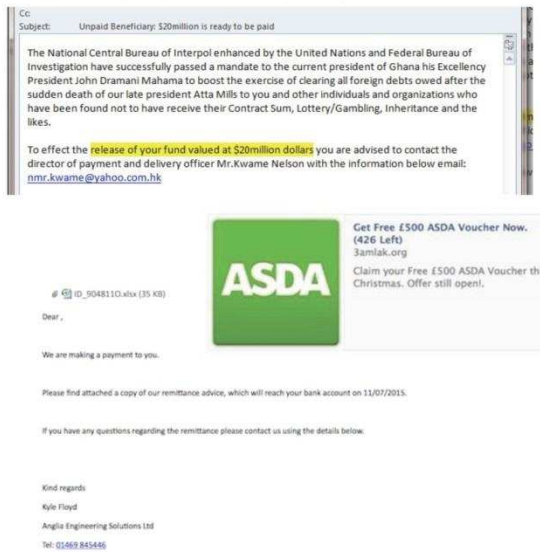 Cc:
Subject: Unpaid Beneficiary: $20million is ready to be paid
The National Central Bureau of Interpol enhanced by the United Nations and Federal Bureau of
Investigation have successfully passed a mandate to the current president of Ghana his Excellency
President John Dramani Mahama to boost the exercise of clearing all foreign debts owed after the
sudden death of our late president Atta Mills to you and other individuals and organizations who
have been found not to have receive their Contract Sum, Lottery/Gambling, Inheritance and the
likes.
To effect the release of your fund valued at $20million dollars you are advised to contact the
director of payment and delivery officer Mr.Kwame Nelson with the information below email:
nmr.kwame@yahoo.com.hk
ASDA
Get Free £500 ASDA Voucher Now.
(426 Left)
3amlak.org
Claim your Free £500 ASDA Voucher th
Christmas. Offer still open!.
ID_904811O.xlsx (35 KB)
Dear ,
We are making a payment to you.
Please find attached a copy of our remittance advice, which will reach your bank account on 11/07/2015.
If you have any questions regarding the remittance please contact us using the details below.
Kind regards
Kyle Floyd
Anglia Engineering Solutions Ltd
Tel: 01469 845446